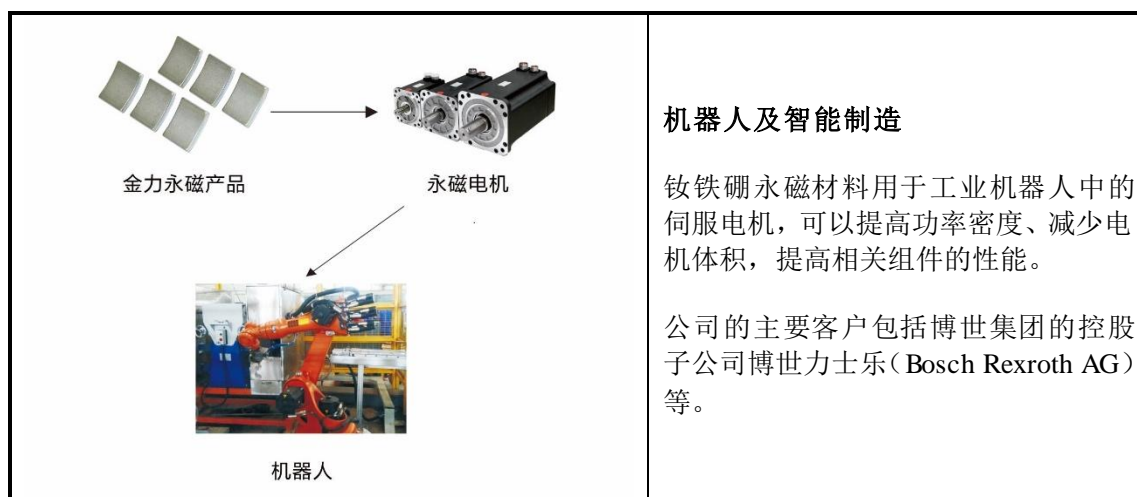 金力永磁产品
永磁电机
机器人
机器人及智能制造
钕铁硼永磁材料用于工业机器人中的
伺服电机，可以提高功率密度、减少电
机体积，提高相关组件的性能。
公司的主要客户包括博世集团的控股
子公司博世力士乐（Bosch Rexroth AG）
等。